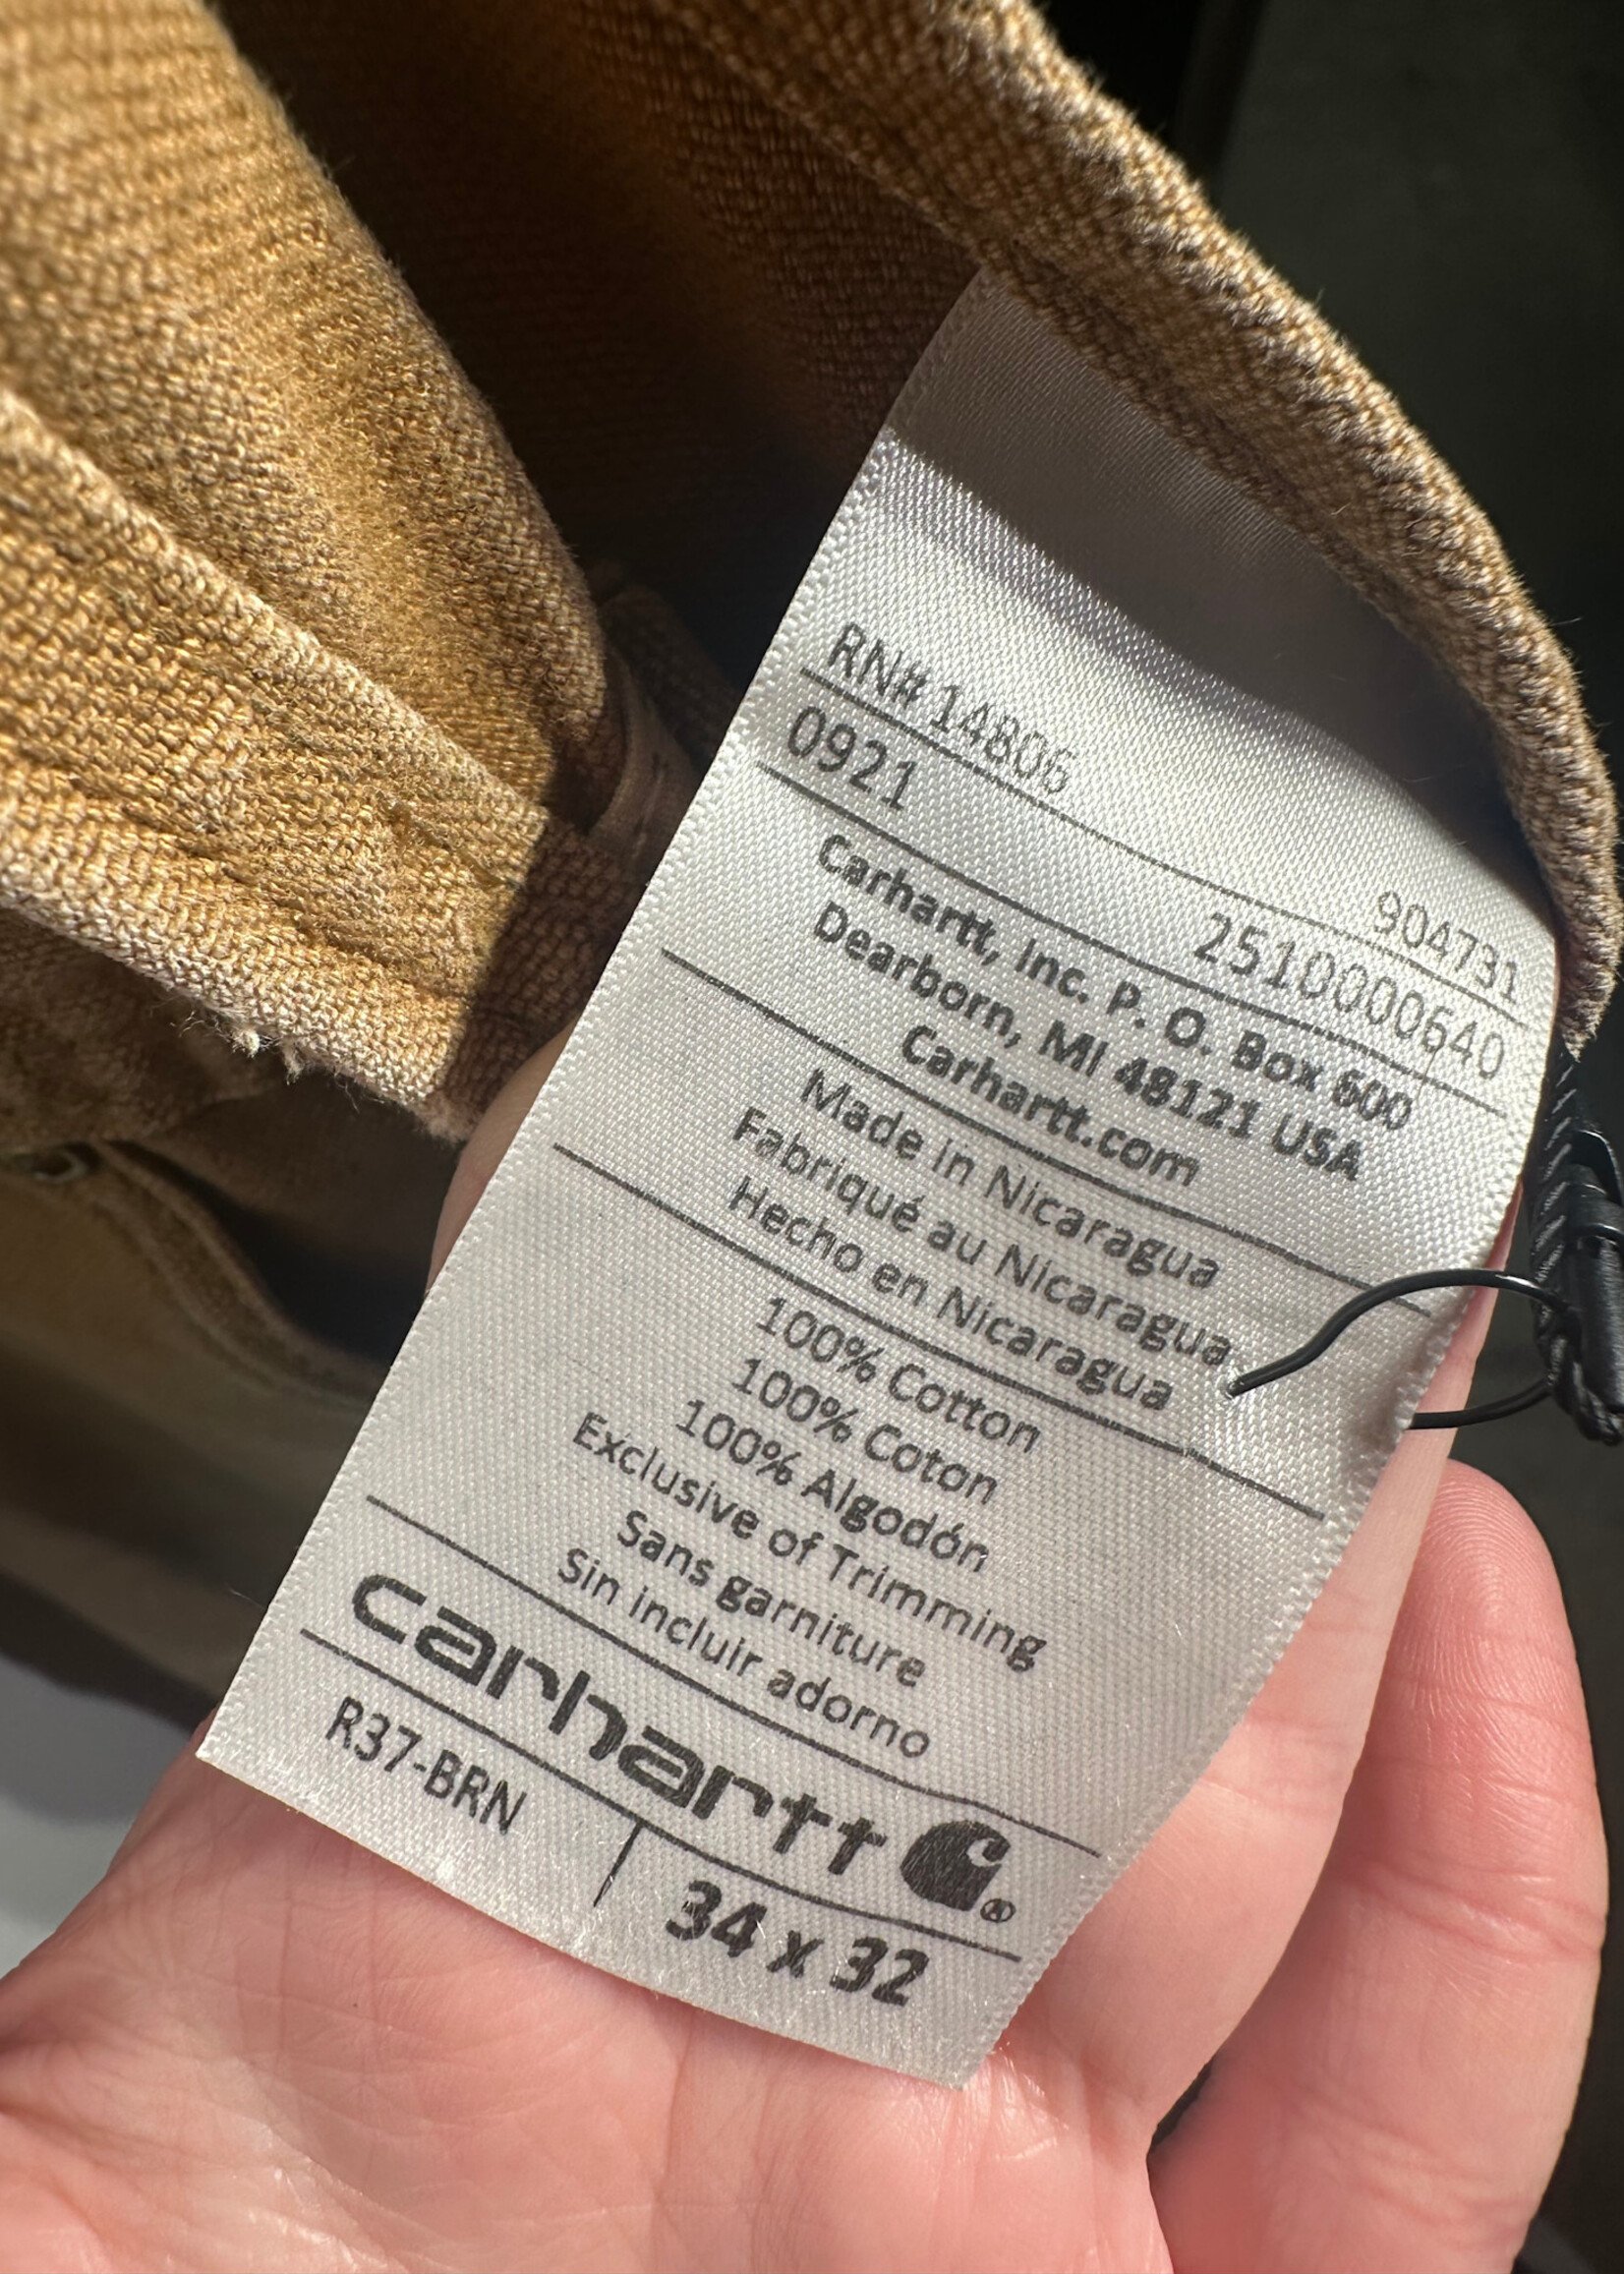 RN# 14806 904731
0921 2510000640
Carhartt, Inc. P. O. Box 600
Dearborn, MI 48121 USA
Carhartt.com
Made in Nicaragua
Fabriqué au Nicaragua
Hecho en Nicaragua
100% Cotton
100% Coton
100% Algodón
Exclusive of Trimming
Sans garniture
Sin incluir adorno
carhartt ®
R37-BRN 34 x 32